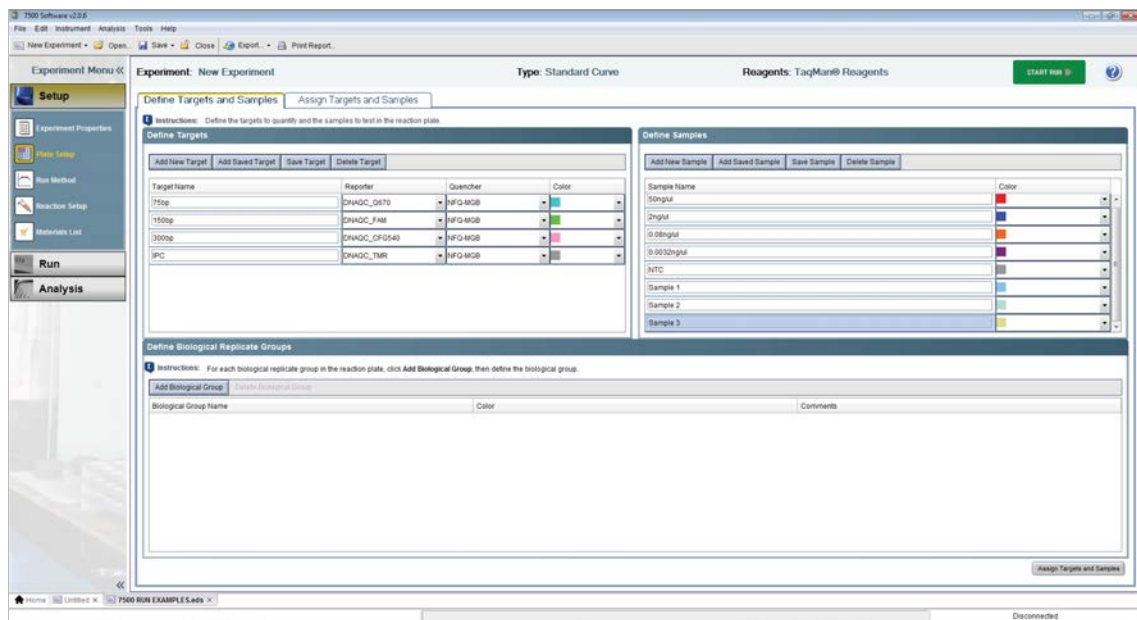 7500 Software v2.0.6
File Edit Instrument Analysis Tools Help
New Experiment Open... Save Close Export... Print Report...
Experiment Menu «
Experiment: New Experiment Type: Standard Curve Reagents: TaqMan® Reagents START RUN
Setup
Define Targets and Samples Assign Targets and Samples
Instructions: Define the targets to quantify and the samples to test in the reaction plate.
Experiment Properties
Plate Setup
Run Method
Reaction Setup
Materials List
Run
Analysis
Define Targets
Add New Target Add Saved Target Save Target Delete Target
Target Name Reporter Quencher Color
75bp DNAQC_Q670 NFQ-MGB
150bp DNAQC_FAM NFQ-MGB
300bp DNAQC_CFG540 NFQ-MGB
IPC DNAQC_TMR NFQ-MGB
Define Samples
Add New Sample Add Saved Sample Save Sample Delete Sample
Sample Name Color
50ng/ul
2ng/ul
0.08ng/ul
0.0032ng/ul
NTC
Sample 1
Sample 2
Sample 3
Define Biological Replicate Groups
Instructions: For each biological replicate group in the reaction plate, click Add Biological Group, then define the biological group.
Add Biological Group Delete Biological Group
Biological Group Name Color Comments
Assign Targets and Samples
«
Home Untitled × 7500 RUN EXAMPLES.eds ×
Disconnected